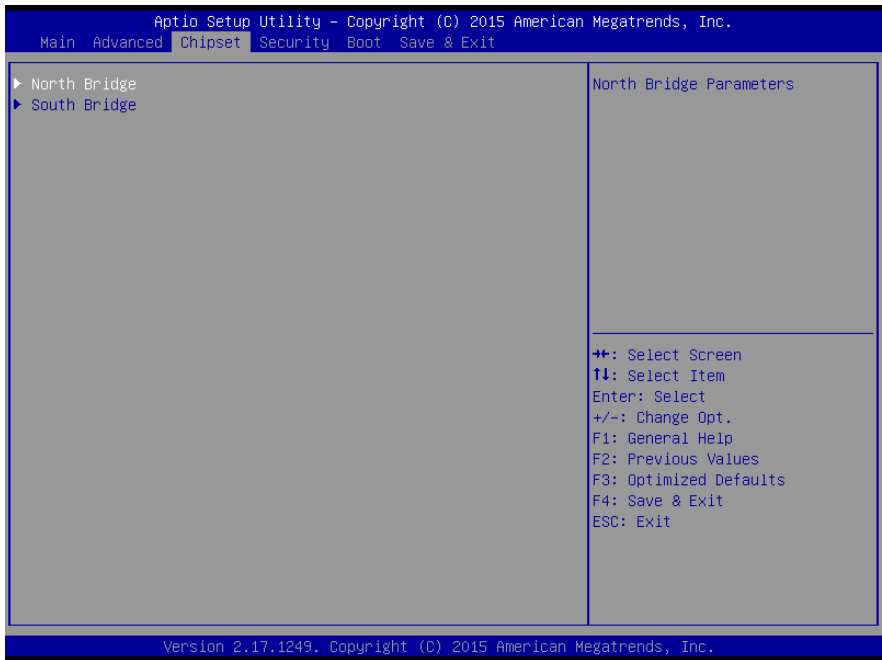 Aptio Setup Utility – Copyright (C) 2015 American Megatrends, Inc.
Main Advanced Chipset Security Boot Save & Exit
North Bridge
South Bridge
North Bridge Parameters
→←: Select Screen
↑↓: Select Item
Enter: Select
+/-: Change Opt.
F1: General Help
F2: Previous Values
F3: Optimized Defaults
F4: Save & Exit
ESC: Exit
Version 2.17.1249. Copyright (C) 2015 American Megatrends, Inc.